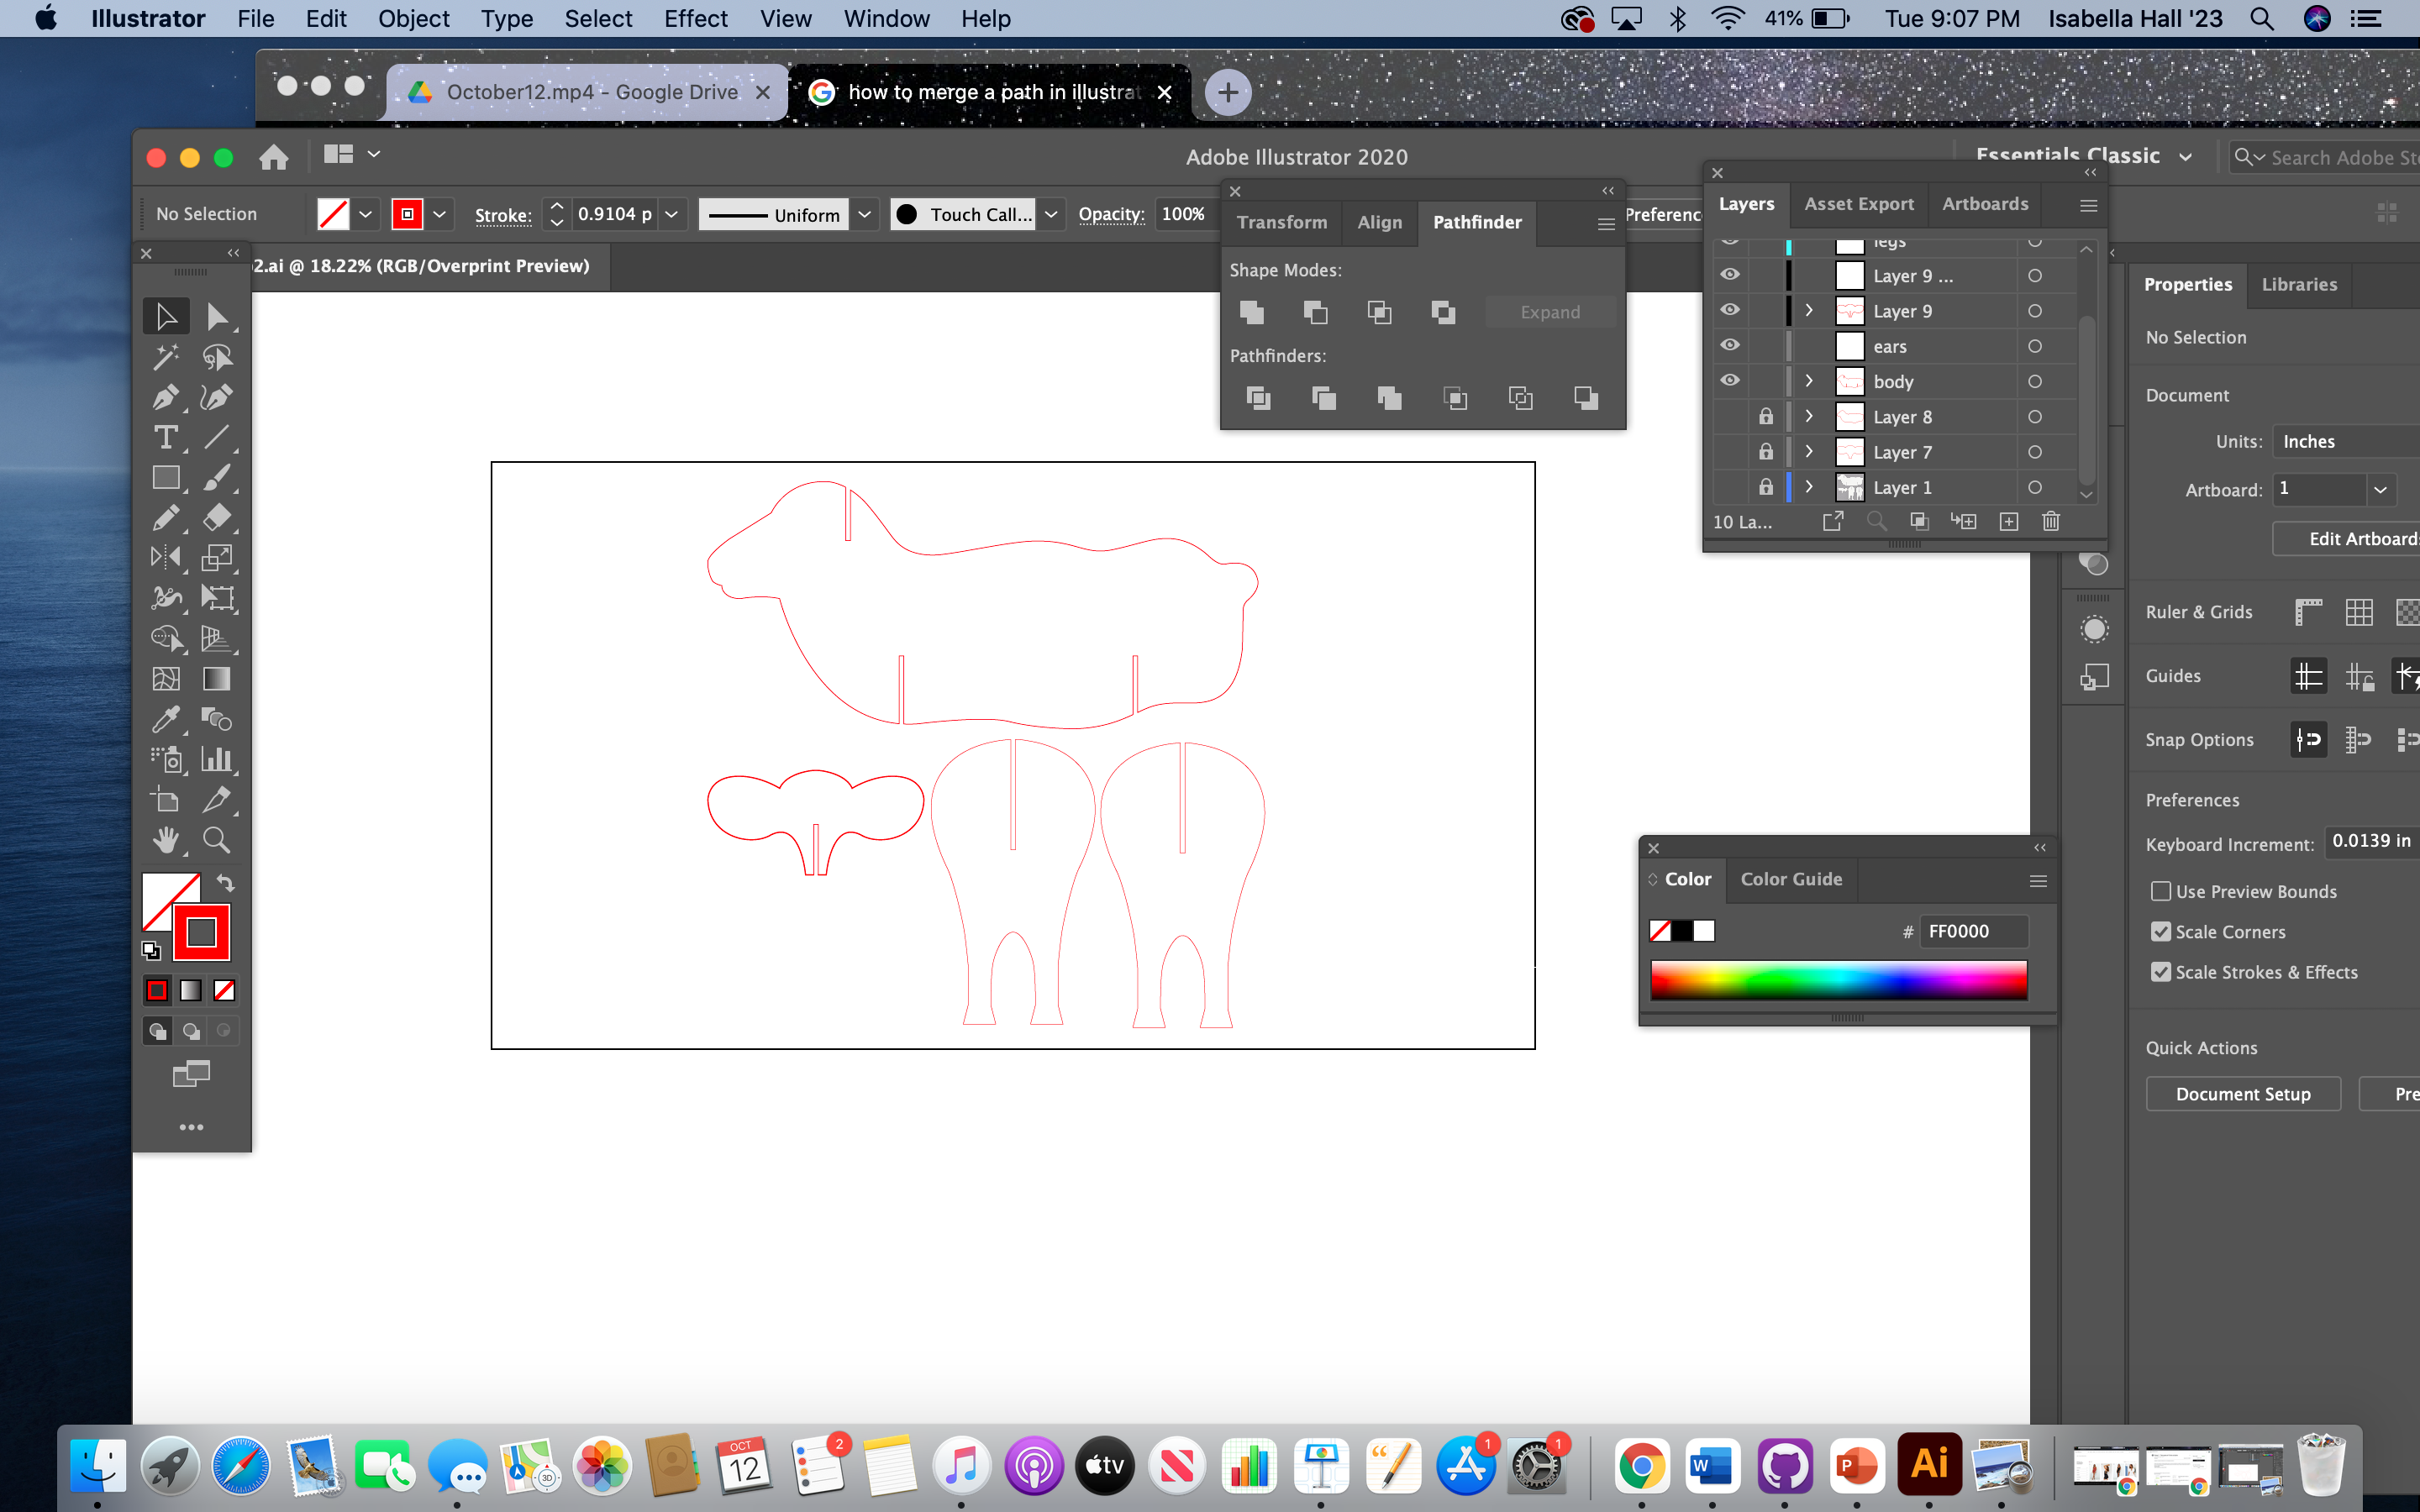 Illustrator File Edit Object Type Select Effect View Window Help 41% Tue 9:07 PM Isabella Hall '23
October12.mp4 - Google Drive how to merge a path in illustrat
Adobe Illustrator 2020 Essentials Classic Search Adobe Sto
No Selection Stroke: 0.9104 p Uniform Touch Call... Opacity: 100% Preferenc
2.ai @ 18.22% (RGB/Overprint Preview)
Transform Align Pathfinder
Shape Modes:
Expand
Pathfinders:
Layers Asset Export Artboards
legs
Layer 9 ...
Layer 9
ears
body
Layer 8
Layer 7
Layer 1
10 La...
Properties Libraries
No Selection
Document
Units: Inches
Artboard: 1
Edit Artboards
Ruler & Grids
Guides
Snap Options
Preferences
Keyboard Increment: 0.0139 in
Use Preview Bounds
Scale Corners
Scale Strokes & Effects
Quick Actions
Document Setup Pre
Color Color Guide
# FF0000
OCT
12
2
3D
tv
1
1
W
P
Ai